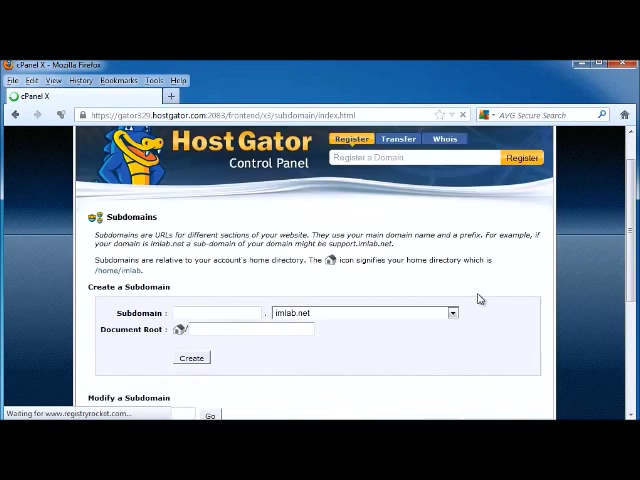 cPanel X - Mozilla Firefox
File Edit View History Bookmarks Tools Help
cPanel X
https://gator329.hostgator.com:2083/frontend/x3/subdomain/index.html
AVG Secure Search
HostGator
Control Panel
Register Transfer Whois
Register a Domain
Register
Subdomains
Subdomains are URLs for different sections of your website. They use your main domain name and a prefix. For example, if
your domain is imlab.net a sub-domain of your domain might be support.imlab.net.
Subdomains are relative to your account's home directory. The icon signifies your home directory which is
/home/imlab.
Create a Subdomain
Subdomain : . imlab.net
Document Root : /
Create
Modify a Subdomain
Go
Waiting for www.registryrocket.com...